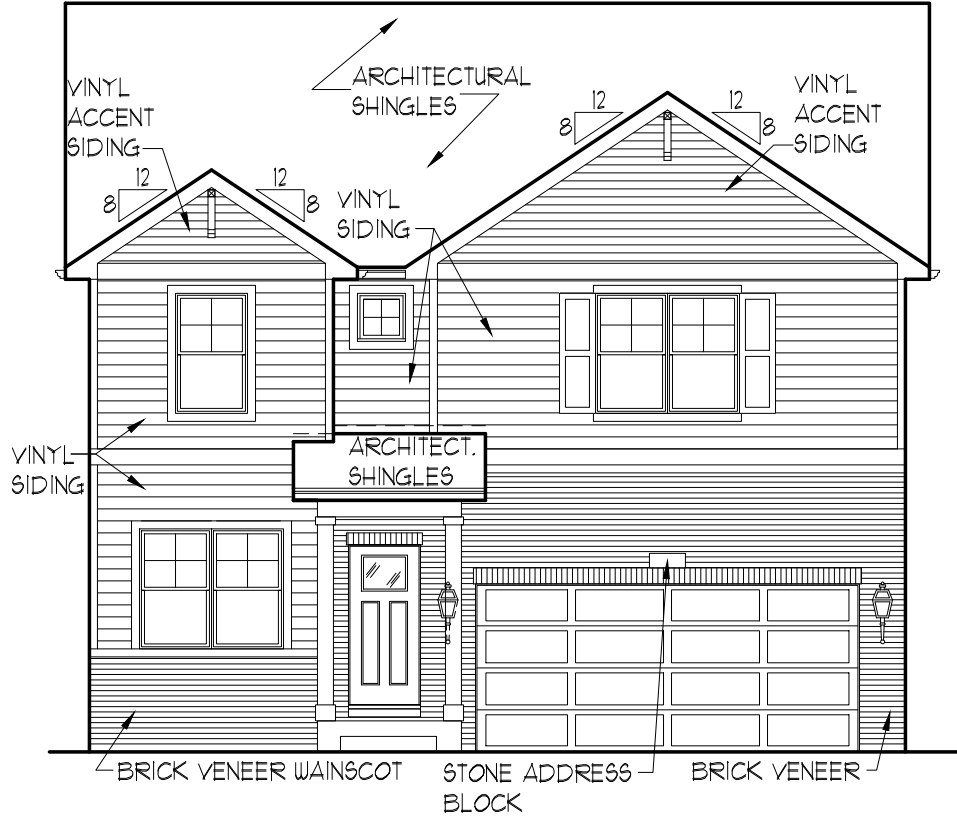 ARCHITECTURAL
SHINGLES
VINYL
ACCENT
SIDING
VINYL
ACCENT
SIDING
12
8
12
8
12
8
12
8
VINYL
SIDING
VINYL
SIDING
ARCHITECT.
SHINGLES
BRICK VENEER WAINSCOT
STONE ADDRESS
BLOCK
BRICK VENEER